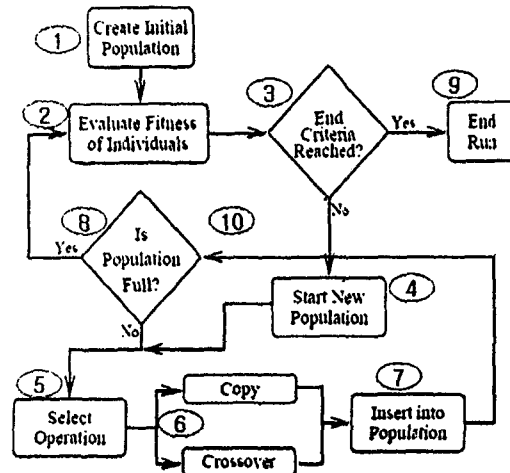 1
Create Initial
Population
2
Evaluate Fitness
of Individuals
3
End
Criteria
Reached?
Yes
9
End
Run
No
8
Is
Population
Full?
Yes
No
10
4
Start New
Population
5
Select
Operation
6
Copy
Crossover
7
Insert into
Population